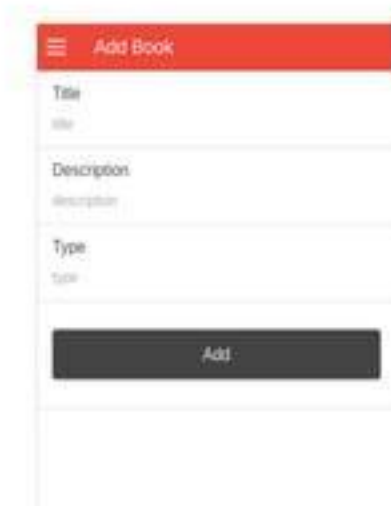 Add Book
Title
title
Description
description
Type
type
Add